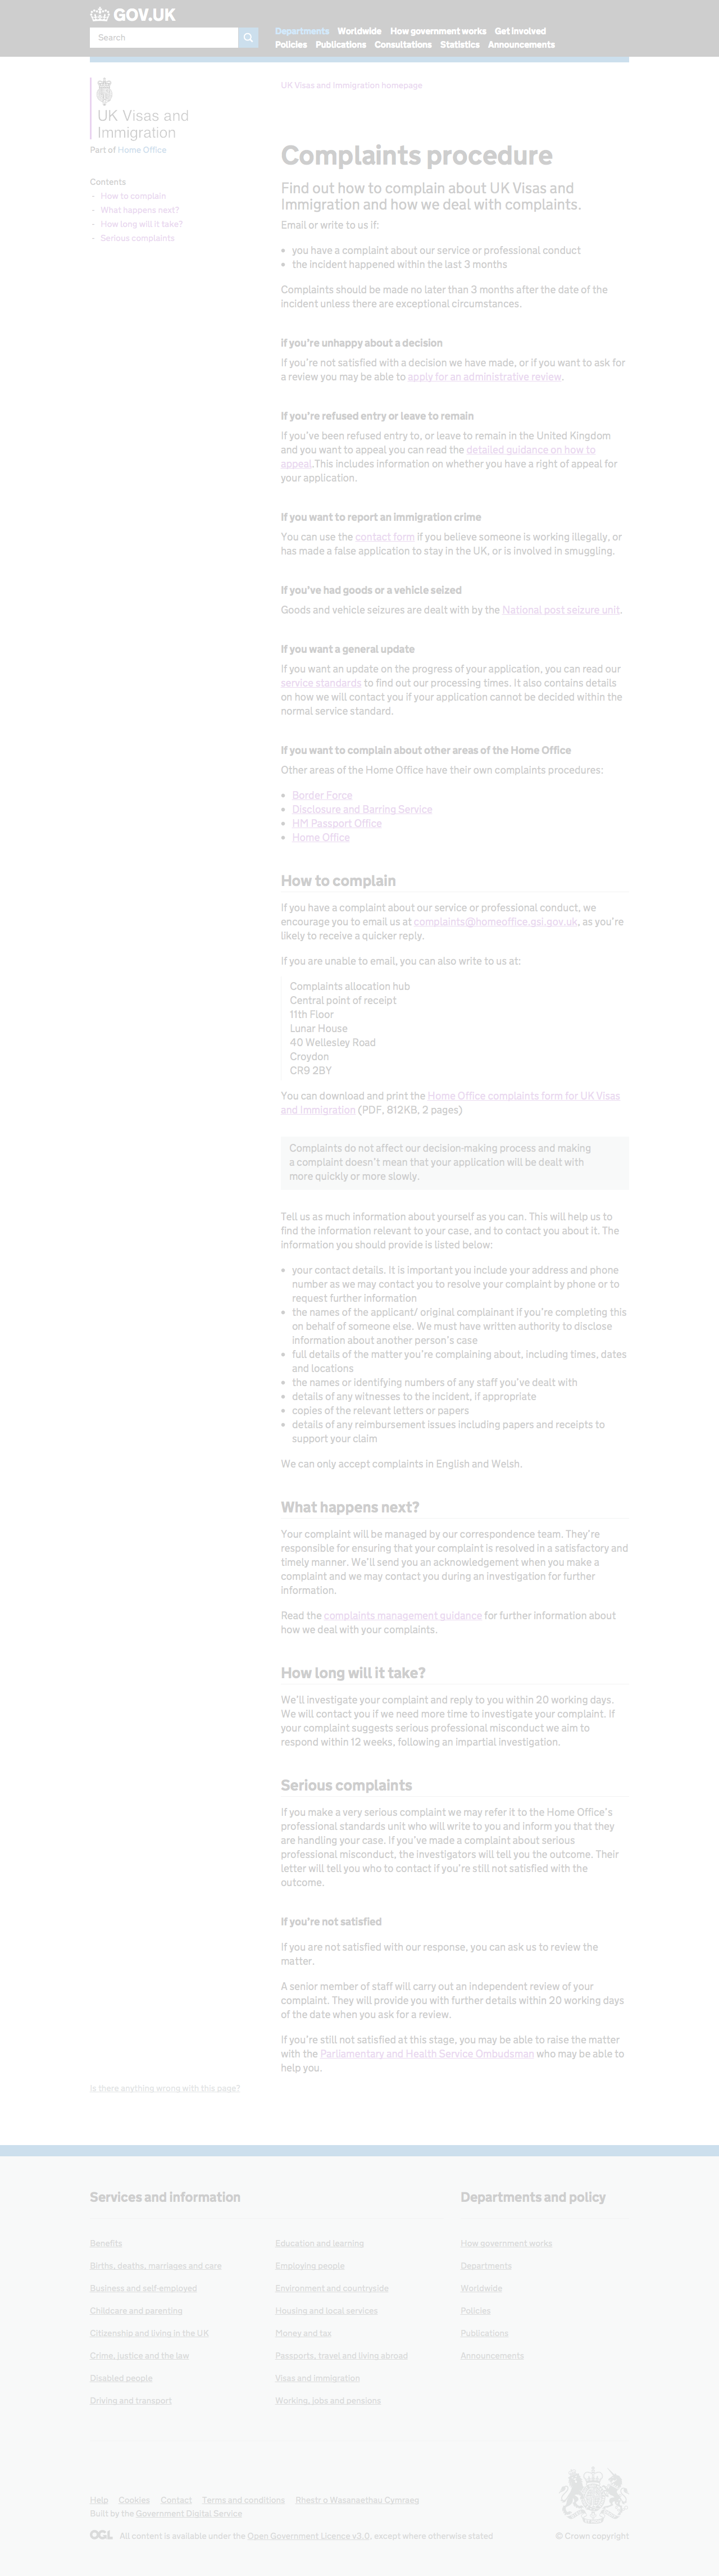 GOV.UK
Search
Departments Worldwide How government works Get involved
Policies Publications Consultations Statistics Announcements
UK Visas and
Immigration
Part of Home Office
Contents
- How to complain
- What happens next?
- How long will it take?
- Serious complaints
UK Visas and Immigration homepage
Complaints procedure
Find out how to complain about UK Visas and
Immigration and how we deal with complaints.
Email or write to us if:
• you have a complaint about our service or professional conduct
• the incident happened within the last 3 months
Complaints should be made no later than 3 months after the date of the
incident unless there are exceptional circumstances.
if you're unhappy about a decision
If you're not satisfied with a decision we have made, or if you want to ask for
a review you may be able to apply for an administrative review.
If you're refused entry or leave to remain
If you've been refused entry to, or leave to remain in the United Kingdom
and you want to appeal you can read the detailed guidance on how to
appeal.This includes information on whether you have a right of appeal for
your application.
If you want to report an immigration crime
You can use the contact form if you believe someone is working illegally, or
has made a false application to stay in the UK, or is involved in smuggling.
If you've had goods or a vehicle seized
Goods and vehicle seizures are dealt with by the National post seizure unit.
If you want a general update
If you want an update on the progress of your application, you can read our
service standards to find out our processing times. It also contains details
on how we will contact you if your application cannot be decided within the
normal service standard.
If you want to complain about other areas of the Home Office
Other areas of the Home Office have their own complaints procedures:
• Border Force
• Disclosure and Barring Service
• HM Passport Office
• Home Office
How to complain
If you have a complaint about our service or professional conduct, we
encourage you to email us at complaints@homeoffice.gsi.gov.uk, as you're
likely to receive a quicker reply.
If you are unable to email, you can also write to us at:
Complaints allocation hub
Central point of receipt
11th Floor
Lunar House
40 Wellesley Road
Croydon
CR9 2BY
You can download and print the Home Office complaints form for UK Visas
and Immigration (PDF, 812KB, 2 pages)
Complaints do not affect our decision-making process and making
a complaint doesn't mean that your application will be dealt with
more quickly or more slowly.
Tell us as much information about yourself as you can. This will help us to
find the information relevant to your case, and to contact you about it. The
information you should provide is listed below:
• your contact details. It is important you include your address and phone
number as we may contact you to resolve your complaint by phone or to
request further information
• the names of the applicant/ original complainant if you're completing this
on behalf of someone else. We must have written authority to disclose
information about another person's case
• full details of the matter you're complaining about, including times, dates
and locations
• the names or identifying numbers of any staff you've dealt with
• details of any witnesses to the incident, if appropriate
• copies of the relevant letters or papers
• details of any reimbursement issues including papers and receipts to
support your claim
We can only accept complaints in English and Welsh.
What happens next?
Your complaint will be managed by our correspondence team. They're
responsible for ensuring that your complaint is resolved in a satisfactory and
timely manner. We'll send you an acknowledgement when you make a
complaint and we may contact you during an investigation for further
information.
Read the complaints management guidance for further information about
how we deal with your complaints.
How long will it take?
We'll investigate your complaint and reply to you within 20 working days.
We will contact you if we need more time to investigate your complaint. If
your complaint suggests serious professional misconduct we aim to
respond within 12 weeks, following an impartial investigation.
Serious complaints
If you make a very serious complaint we may refer it to the Home Office's
professional standards unit who will write to you and inform you that they
are handling your case. If you've made a complaint about serious
professional misconduct, the investigators will tell you the outcome. Their
letter will tell you who to contact if you're still not satisfied with the
outcome.
If you're not satisfied
If you are not satisfied with our response, you can ask us to review the
matter.
A senior member of staff will carry out an independent review of your
complaint. They will provide you with further details within 20 working days
of the date when you ask for a review.
If you're still not satisfied at this stage, you may be able to raise the matter
with the Parliamentary and Health Service Ombudsman who may be able to
help you.
Is there anything wrong with this page?
Services and information
Benefits
Births, deaths, marriages and care
Business and self-employed
Childcare and parenting
Citizenship and living in the UK
Crime, justice and the law
Disabled people
Driving and transport
Education and learning
Employing people
Environment and countryside
Housing and local services
Money and tax
Passports, travel and living abroad
Visas and immigration
Working, jobs and pensions
Departments and policy
How government works
Departments
Worldwide
Policies
Publications
Announcements
Help Cookies Contact Terms and conditions Rhestr o Wasanaethau Cymraeg
Built by the Government Digital Service
OGL All content is available under the Open Government Licence v3.0, except where otherwise stated
© Crown copyright